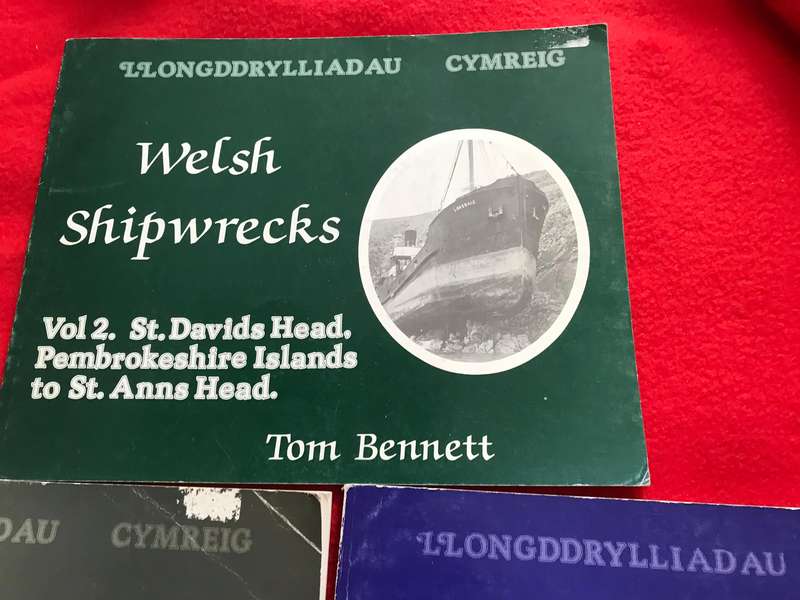 LLONGDDRYLLIADAU CYMREIG
Welsh
Shipwrecks
Vol 2. St. Davids Head,
Pembrokeshire Islands
to St. Anns Head.
Tom Bennett
DAU CYMREIG
LLONGDDRYLLIADAU